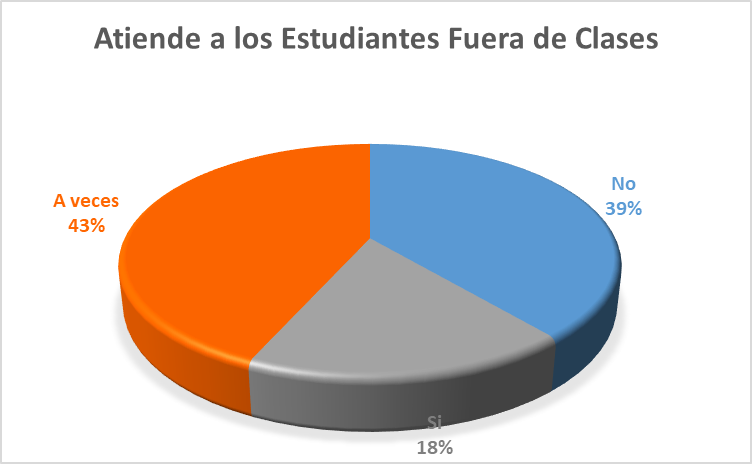 Atiende a los Estudiantes Fuera de Clases
No
39%
A veces
43%
Si
18%